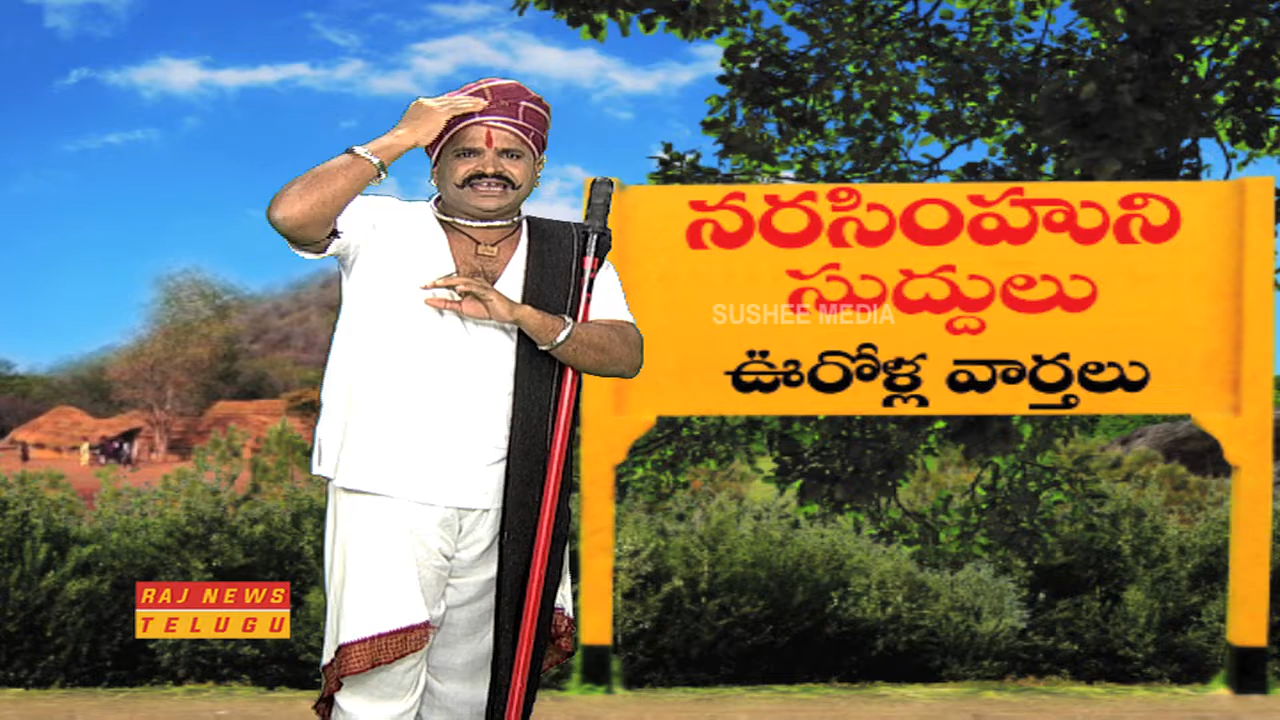 నరసింహుని
సుద్దులు
SUSHEE MEDIA
ఊరోళ్ల వార్తలు
RAJ NEWS
TELUGU